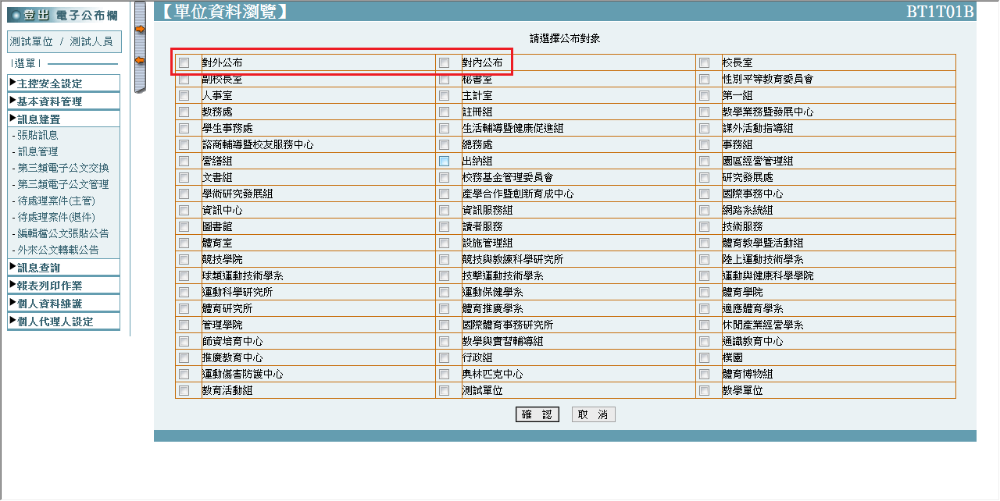 登出 電子公布欄
測試單位 / 測試人員
|選單|
▶主控安全設定
▶基本資料管理
▶訊息建置
-張貼訊息
-訊息管理
-第三類電子公文交換
-第三類電子公文管理
-待處理案件(主管)
-待處理案件(退件)
-編輯檔公文張貼公告
-外來公文轉載公告
▶訊息查詢
▶報表列印作業
▶個人資料維護
▶個人代理人設定
【單位資料瀏覽】 BT1T01B
請選擇公布對象
對外公布 對內公布 校長室
副校長室 秘書室 性別平等教育委員會
人事室 主計室 第一組
教務處 註冊組 教學業務暨發展中心
學生事務處 生活輔導暨健康促進組 課外活動指導組
諮商輔導暨校友服務中心 總務處 事務組
營繕組 出納組 園區經營管理組
文書組 校務基金管理委員會 研究發展處
學術研究發展組 產學合作暨創新育成中心 國際事務中心
資訊中心 資訊服務組 網路系統組
圖書館 讀者服務 技術服務
體育室 設施管理組 體育教學暨活動組
競技學院 競技與教練科學研究所 陸上運動技術學系
球類運動技術學系 技擊運動技術學系 運動與健康科學學院
運動科學研究所 運動保健學系 體育學院
體育研究所 體育推廣學系 適應體育學系
管理學院 國際體育事務研究所 休閒產業經營學系
師資培育中心 教學與實習輔導組 通識教育中心
推廣教育中心 行政組 樸園
運動傷害防護中心 奧林匹克中心 體育博物組
教育活動組 測試單位 教學單位
確 認 取 消